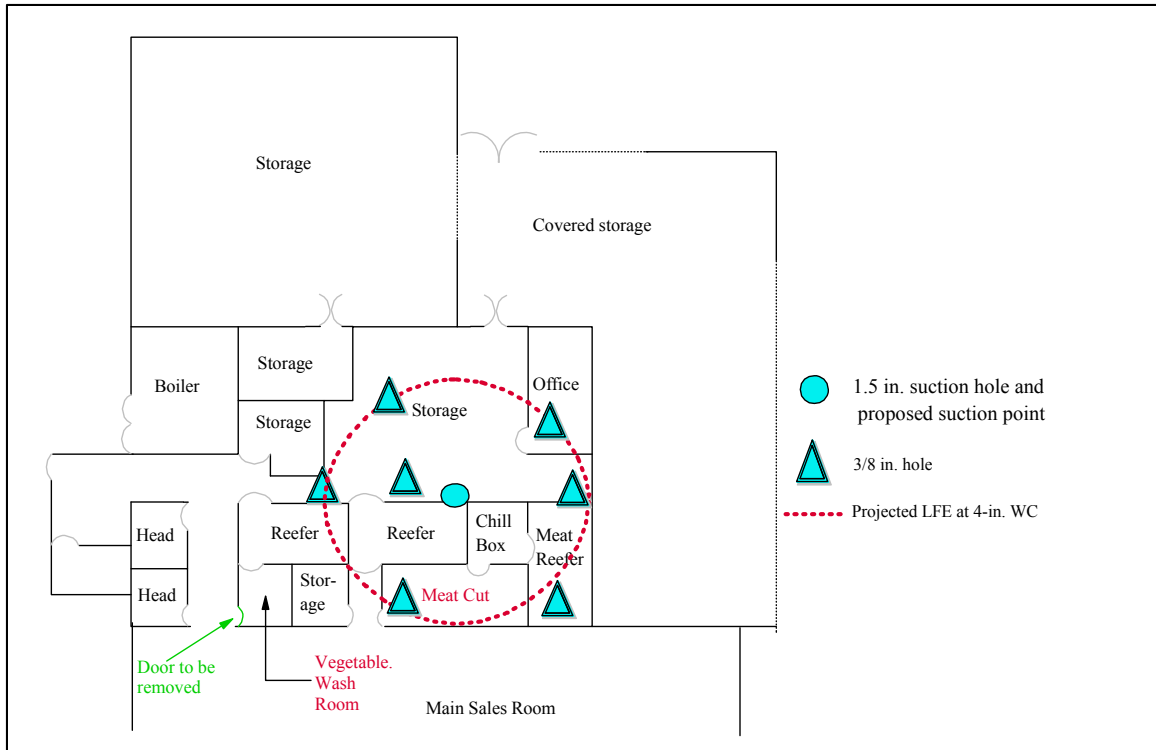 Storage
Covered storage
Storage
Boiler
Office
Storage
Storage
1.5 in. suction hole and
proposed suction point
3/8 in. hole
Projected LFE at 4-in. WC
Head
Reefer
Reefer
Chill
Box
Meat
Reefer
Head
Stor-
age
Meat Cut
Door to be
removed
Vegetable.
Wash
Room
Main Sales Room